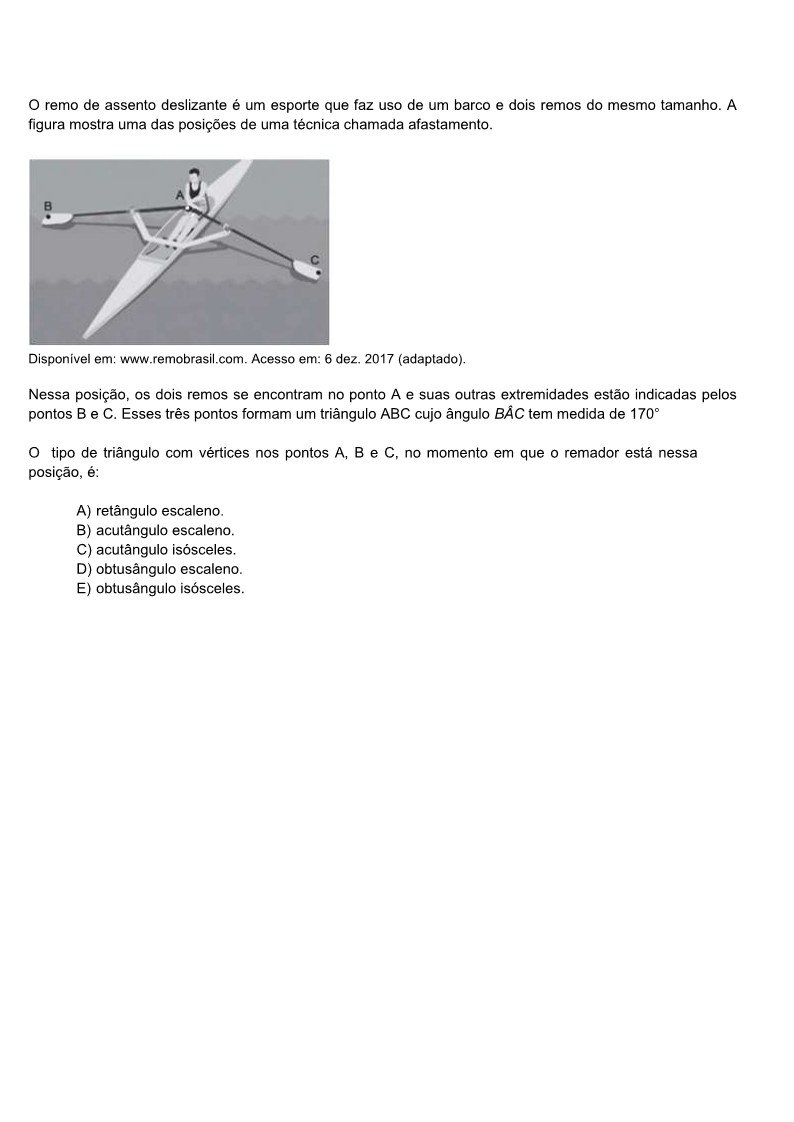 O remo de assento deslizante é um esporte que faz uso de um barco e dois remos do mesmo tamanho. A
figura mostra uma das posições de uma técnica chamada afastamento.
A
B
C
Disponível em: www.remobrasil.com. Acesso em: 6 dez. 2017 (adaptado).
Nessa posição, os dois remos se encontram no ponto A e suas outras extremidades estão indicadas pelos
pontos B e C. Esses três pontos formam um triângulo ABC cujo ângulo BÂC tem medida de 170°
O tipo de triângulo com vértices nos pontos A, B e C, no momento em que o remador está nessa
posição, é:
A) retângulo escaleno.
B) acutângulo escaleno.
C) acutângulo isósceles.
D) obtusângulo escaleno.
E) obtusângulo isósceles.